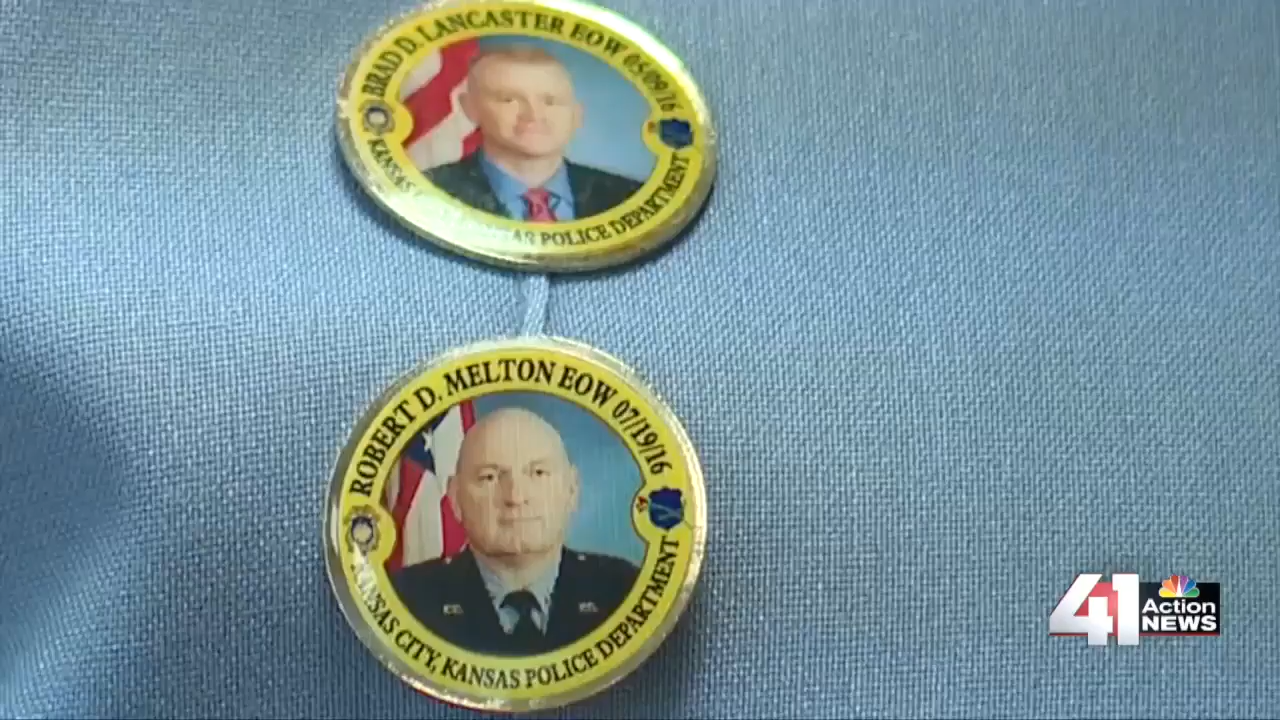 BRAD D. LANCASTER EOW 05/09/16
KANSAS POLICE DEPARTMENT
ROBERT D. MELTON EOW 07/19/16
KANSAS CITY, KANSAS POLICE DEPARTMENT
41 Action
NEWS